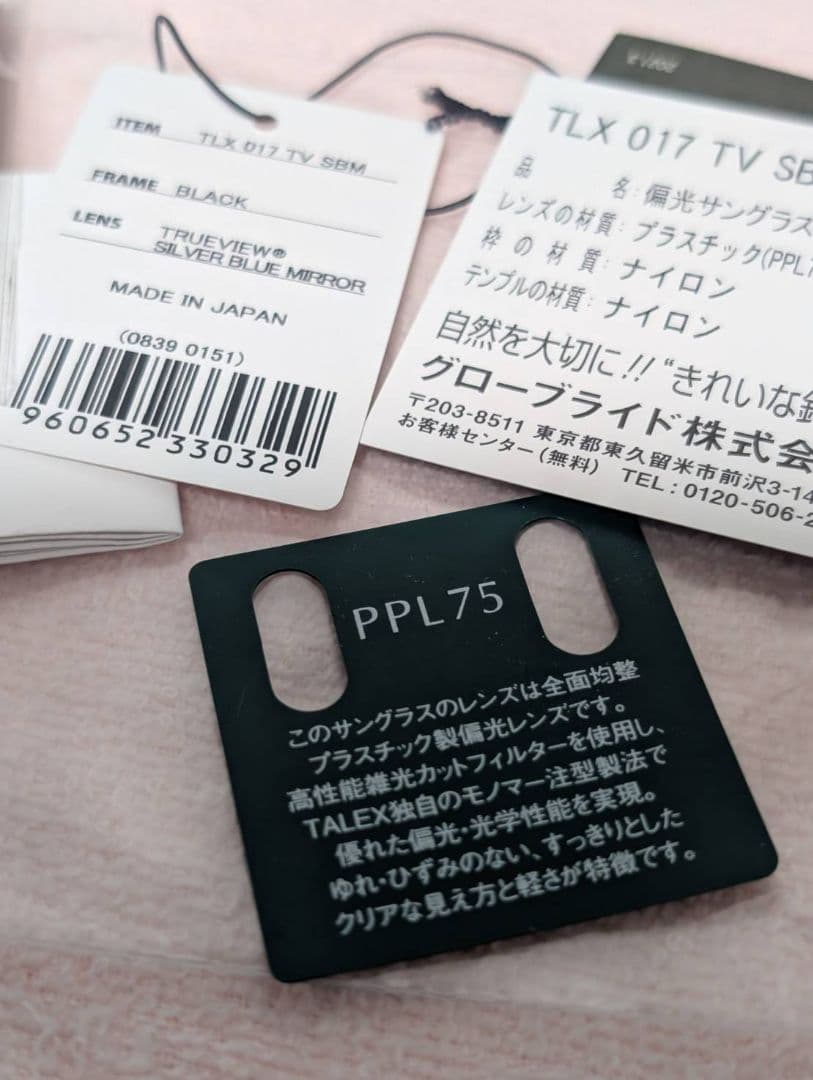 ITEM TLX 017 TV SBM
FRAME BLACK
LENS TRUEVIEW®
SILVER BLUE MIRROR
MADE IN JAPAN
(0839 0151)
960652 330329
TLX 017 TV SB
品名:偏光サングラス
レンズの材質:プラスチック(PPL7
枠の材質:ナイロン
テンプルの材質:ナイロン
自然を大切に!! “きれいな釣
グローブライド株式会
〒203-8511 東京都東久留米市前沢3-14
お客様センター(無料) TEL:0120-506-2
PPL75
このサングラスのレンズは全面均整
プラスチック製偏光レンズです。
高性能雑光カットフィルターを使用し、
TALEX独自のモノマー注型製法で
優れた偏光・光学性能を実現。
ゆれ・ひずみのない、すっきりとした
クリアな見え方と軽さが特徴です。